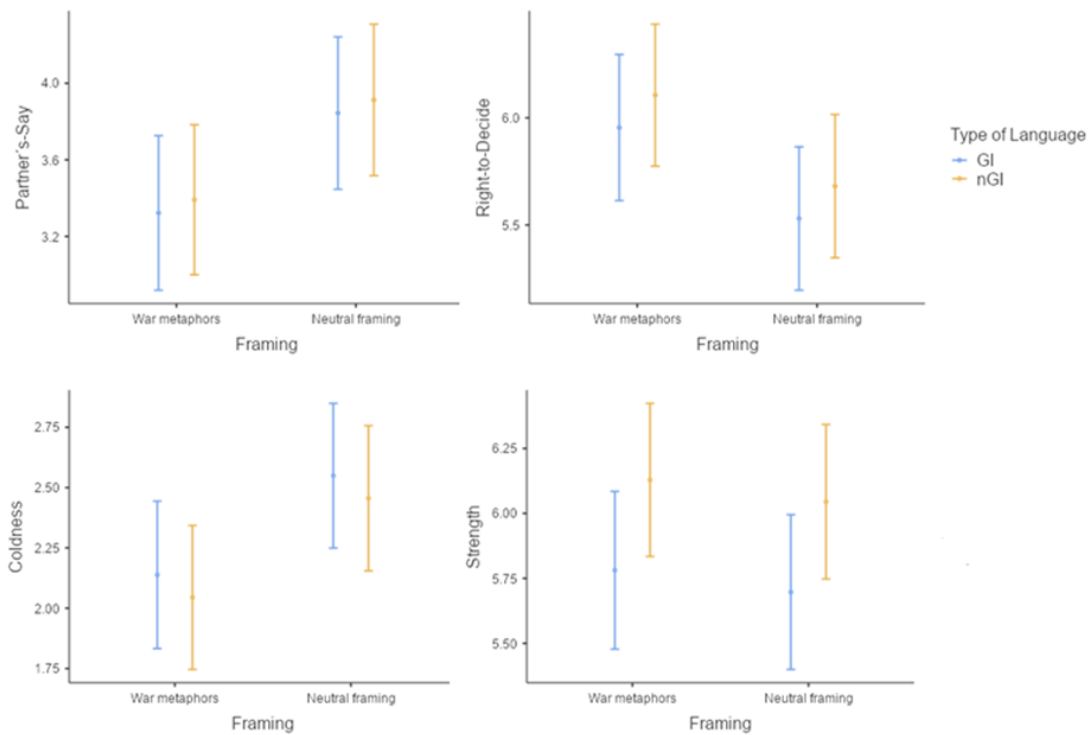 Partner´s-Say
4.0
3.6
3.2
War metaphors
Neutral framing
Framing
Right-to-Decide
6.0
5.5
War metaphors
Neutral framing
Framing
Type of Language
GI
nGI
Coldness
2.75
2.50
2.25
2.00
1.75
War metaphors
Neutral framing
Framing
Strength
6.25
6.00
5.75
5.50
War metaphors
Neutral framing
Framing